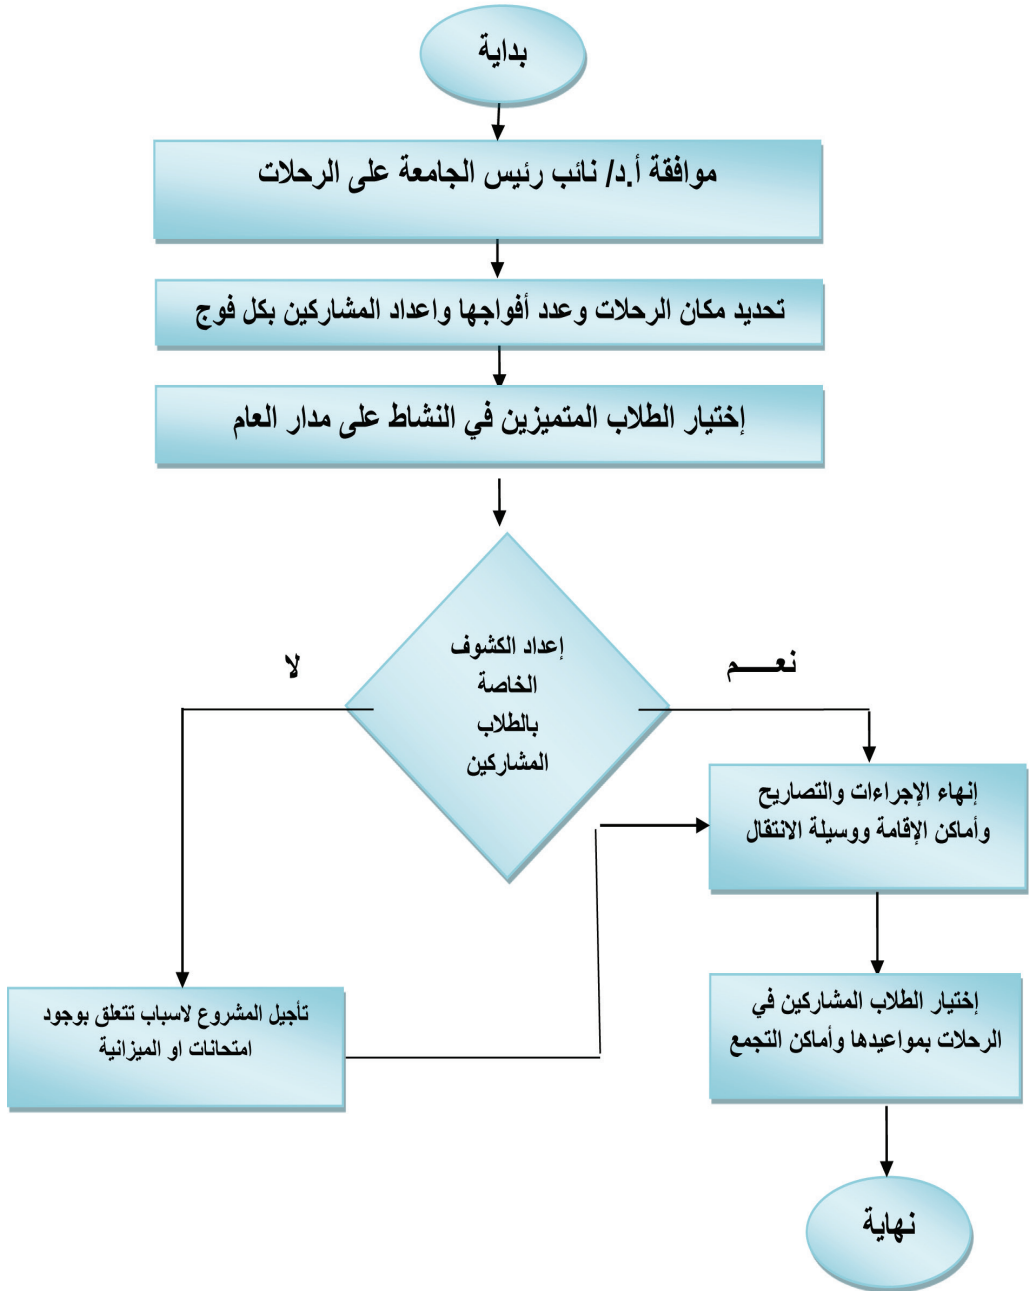 بداية
موافقة أ.د/ نائب رئيس الجامعة على الرحلات
تحديد مكان الرحلات وعدد أفواجها واعداد المشاركين بكل فوج
إختيار الطلاب المتميزين في النشاط على مدار العام
إعداد الكشوف
الخاصة
بالطلاب
المشاركين
نعــــم
لا
إنهاء الإجراءات والتصاريح
وأماكن الإقامة ووسيلة الانتقال
تأجيل المشروع لاسباب تتعلق بوجود
امتحانات او الميزانية
إختيار الطلاب المشاركين في
الرحلات بمواعيدها وأماكن التجمع
نهاية